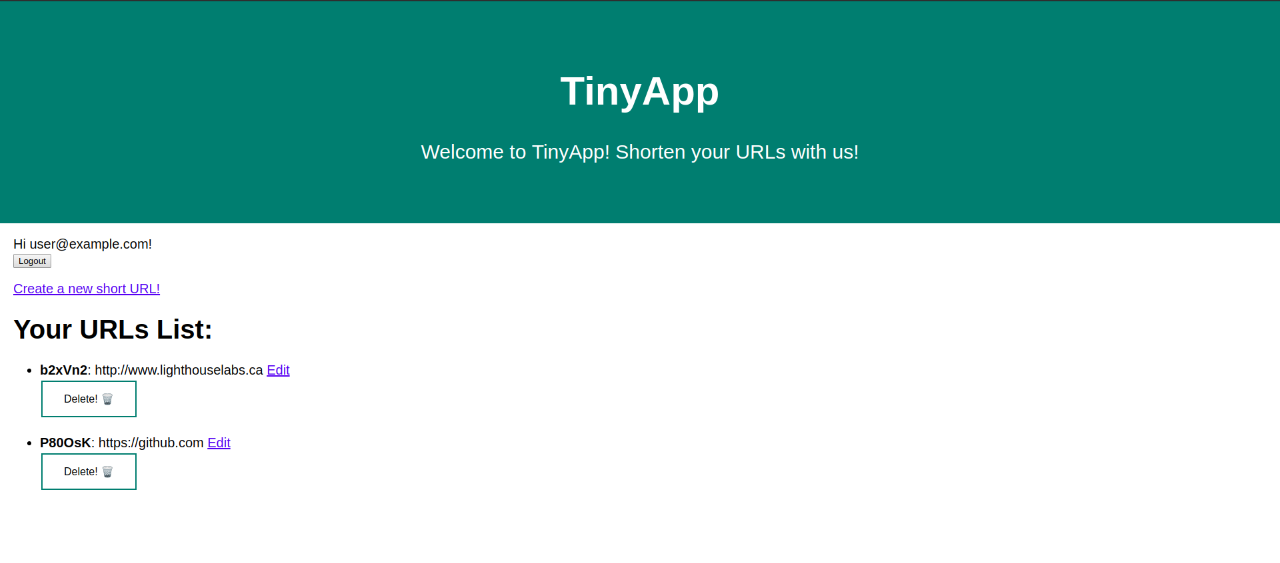 TinyApp
Welcome to TinyApp! Shorten your URLs with us!
Hi user@example.com!
Logout
Create a new short URL!
Your URLs List:
b2xVn2: http://www.lighthouselabs.ca Edit
Delete! 🗑️
P80OsK: https://github.com Edit
Delete! 🗑️